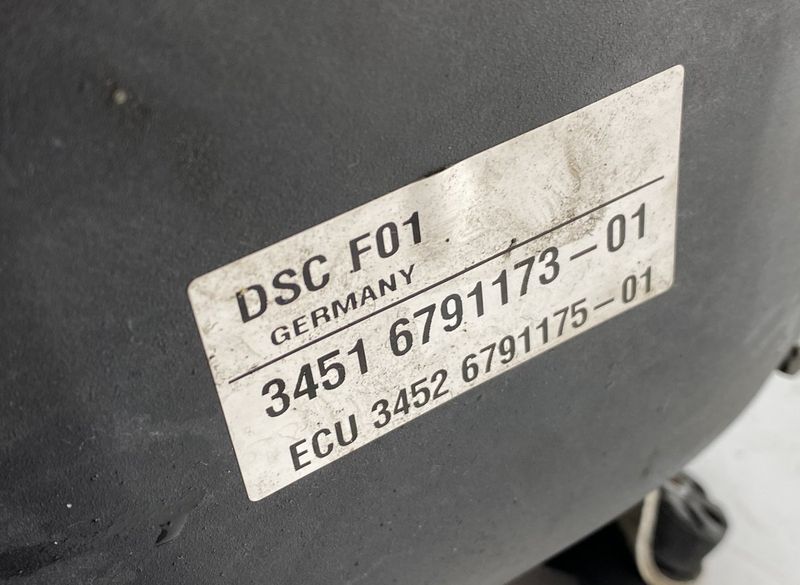 DSC F01
GERMANY
3451 6791173-01
ECU 3452 6791175-01